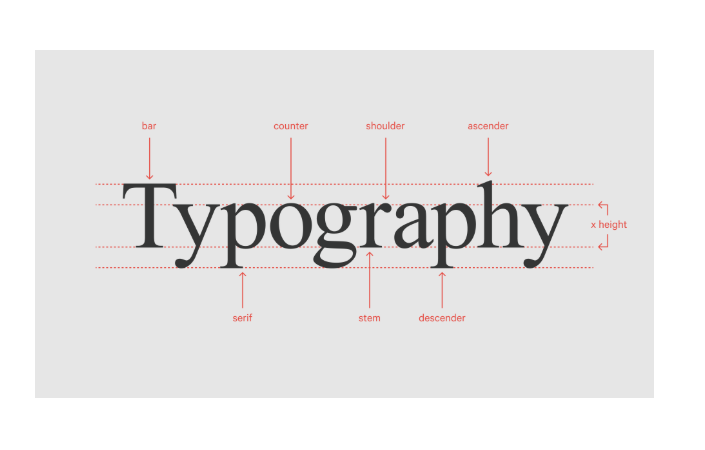 bar counter shoulder ascender
Typography
x height
serif stem descender